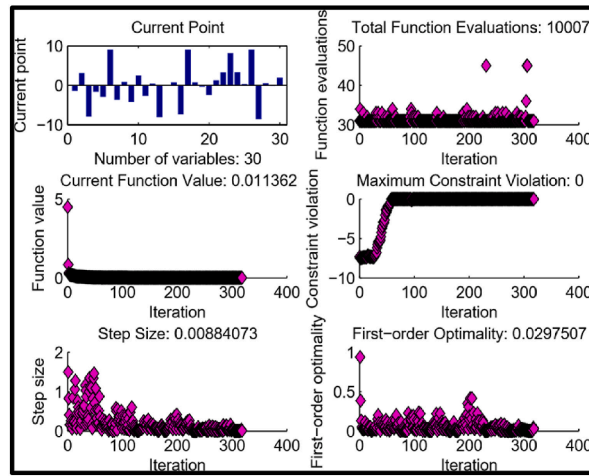 Current Point
Current point
10
0
-10
0 10 20 30
Number of variables: 30
Total Function Evaluations: 10007
Function evaluations
50
40
30
0 100 200 300 400
Iteration
Current Function Value: 0.011362
Function value
5
0
0 100 200 300 400
Iteration
Maximum Constraint Violation: 0
Constraint violation
0
-5
-10
0 100 200 300 400
Iteration
Step Size: 0.00884073
Step size
2
1
0
0 100 200 300 400
Iteration
First-order Optimality: 0.0297507
First-order optimality
1
0.5
0
0 100 200 300 400
Iteration